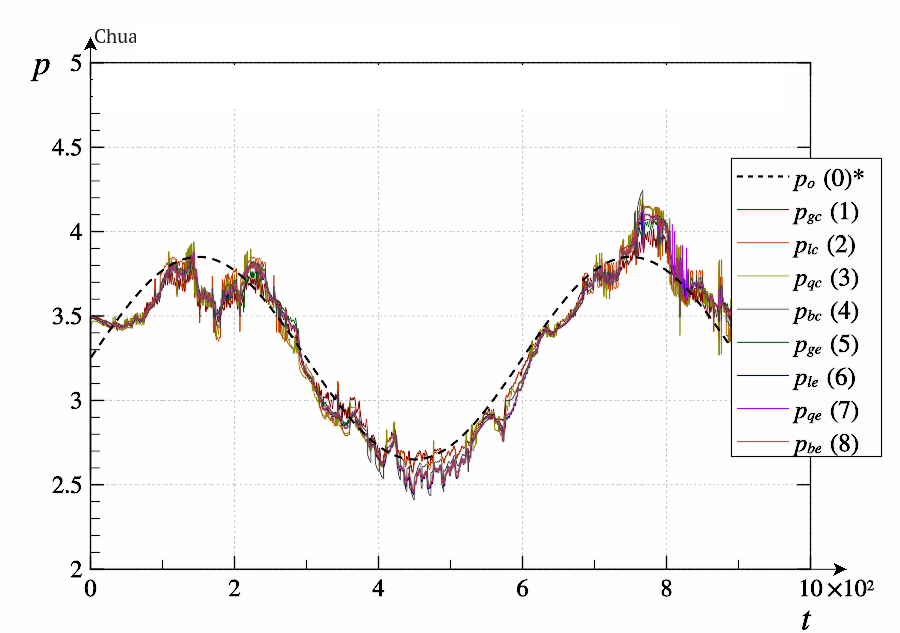 Chua
p
5
4.5
4
3.5
3
2.5
2
0
2
4
6
8
10 ×10²
t
pₒ (0)*
p_gc (1)
p_lc (2)
p_qc (3)
p_bc (4)
p_ge (5)
p_le (6)
p_qe (7)
p_be (8)